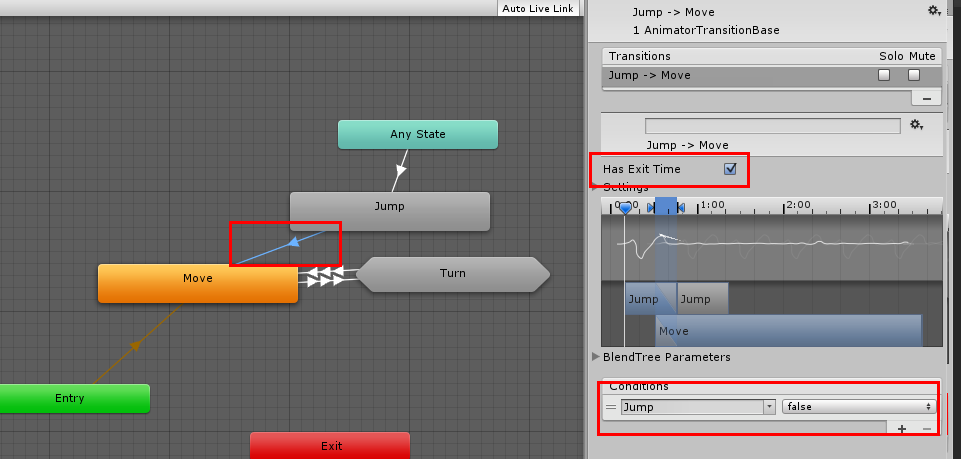 Auto Live Link
Any State
Jump
Move
Turn
Entry
Exit
Jump -> Move
1 AnimatorTransitionBase
Transitions Solo Mute
Jump -> Move
Jump -> Move
Has Exit Time
Settings
0:00 1:00 2:00 3:00
Jump Jump
Move
BlendTree Parameters
Conditions
Jump false